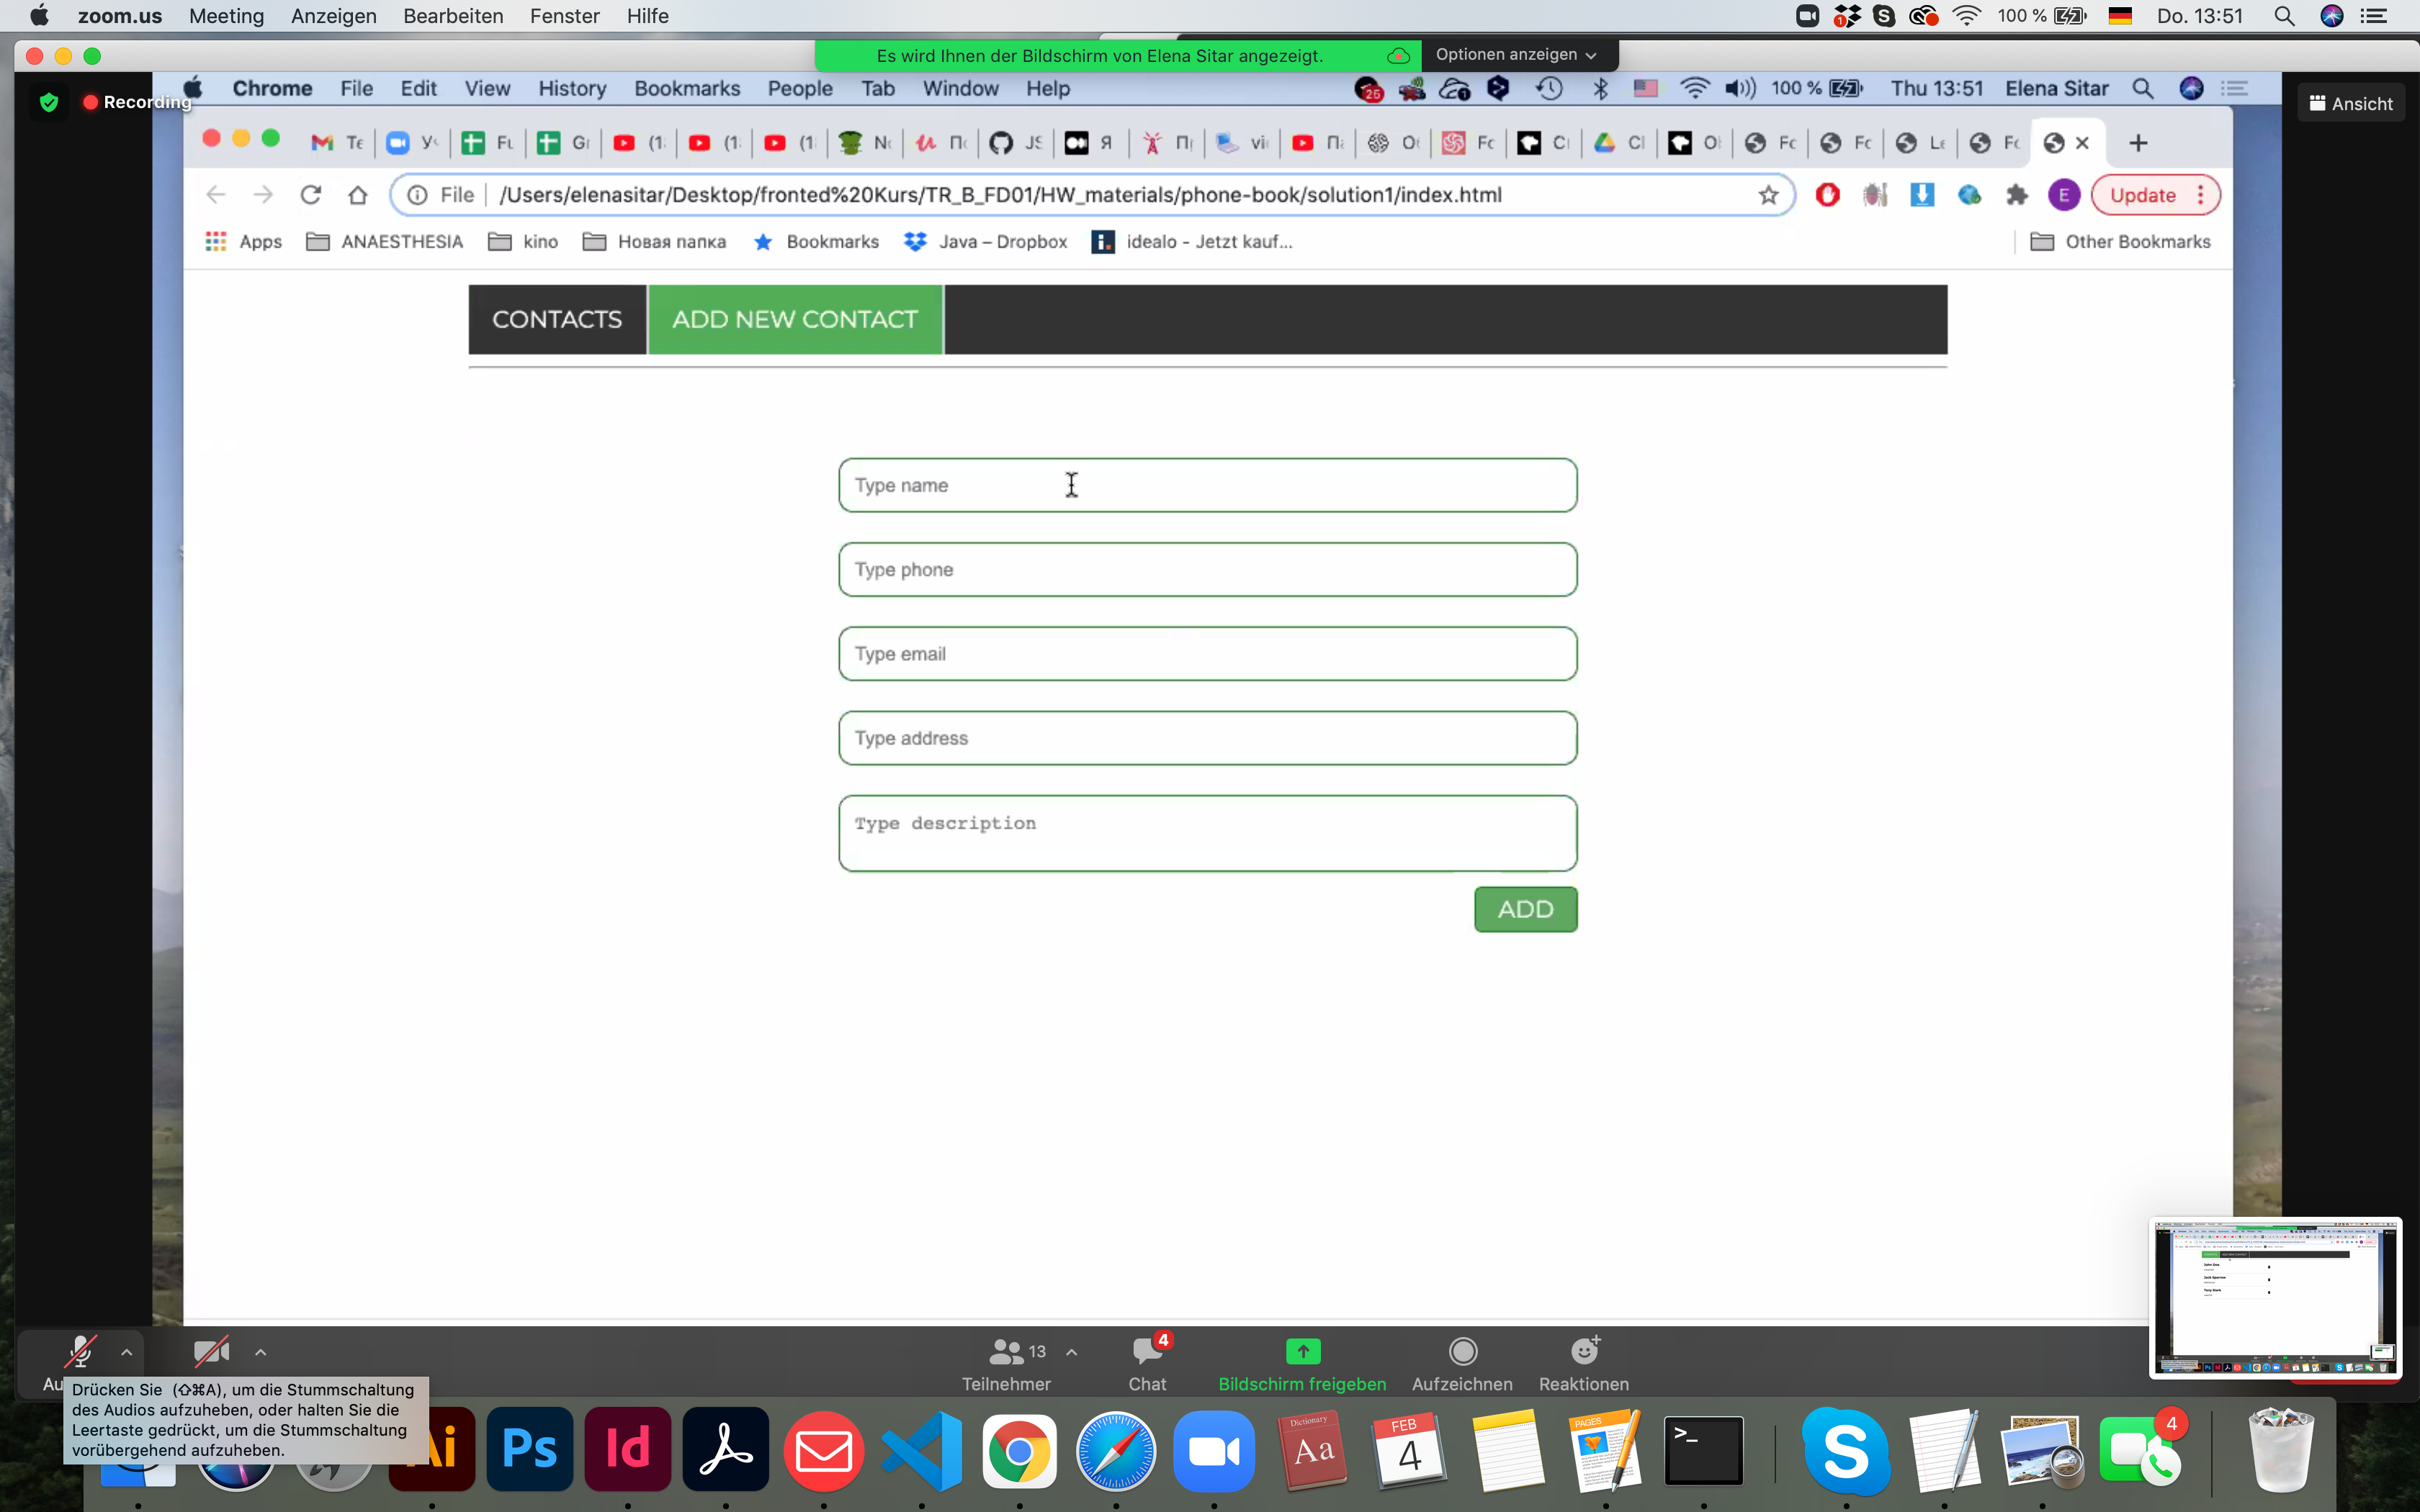 zoom.us Meeting Anzeigen Bearbeiten Fenster Hilfe 1 100 % Do. 13:51
Es wird Ihnen der Bildschirm von Elena Sitar angezeigt. Optionen anzeigen
Recording Chrome File Edit View History Bookmarks People Tab Window Help 25 1 100 % Thu 13:51 Elena Sitar Ansicht
File /Users/elenasitar/Desktop/fronted%20Kurs/TR_B_FD01/HW_materials/phone-book/solution1/index.html E Update
Apps ANAESTHESIA kino Новая папка Bookmarks Java – Dropbox idealo - Jetzt kauf... Other Bookmarks
CONTACTS ADD NEW CONTACT
Type name
Type phone
Type email
Type address
Type description
ADD
13 4
Teilnehmer Chat Bildschirm freigeben Aufzeichnen Reaktionen
Drücken Sie (⇧⌘A), um die Stummschaltung
des Audios aufzuheben, oder halten Sie die
Leertaste gedrückt, um die Stummschaltung
vorübergehend aufzuheben.
Ai Ps Id Dictionary Aa FEB 4 PAGES >_ S 4